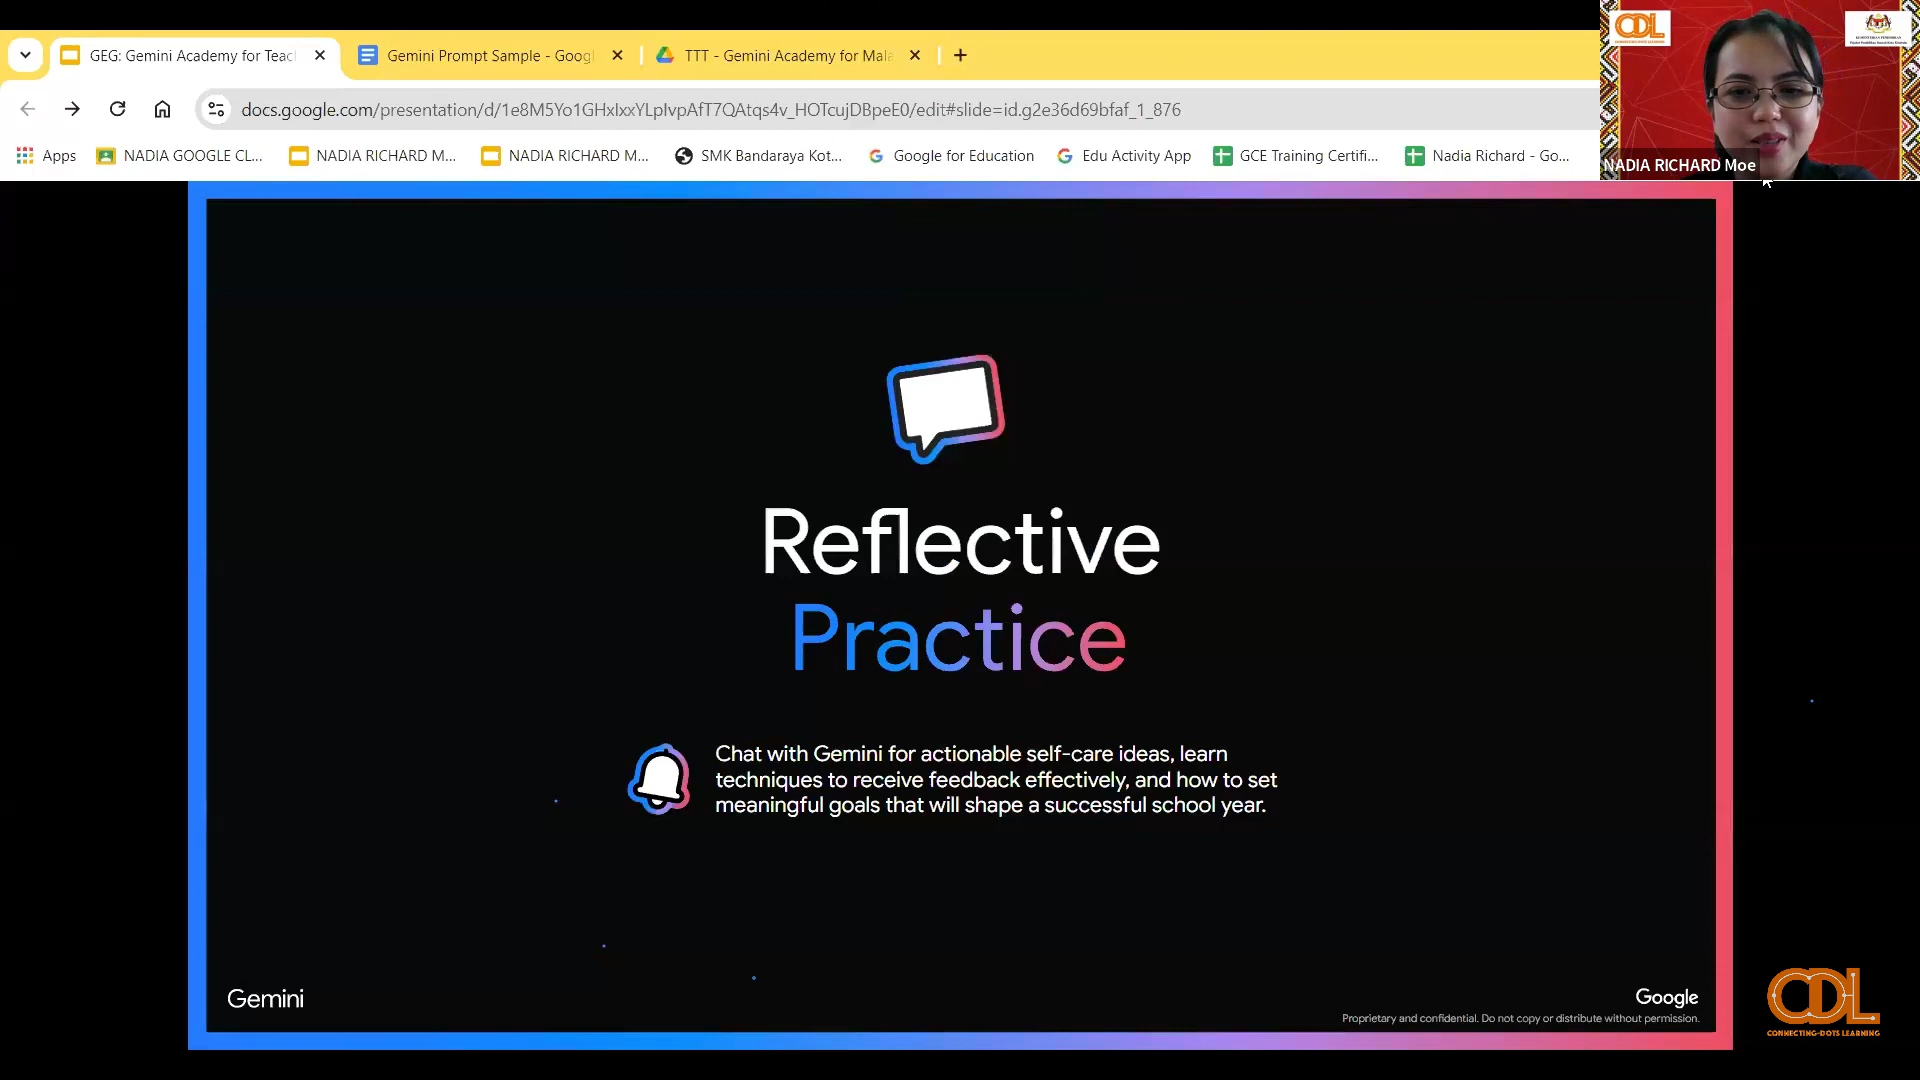 GEG: Gemini Academy for Teac
Gemini Prompt Sample - Googl
TTT - Gemini Academy for Mala
docs.google.com/presentation/d/1e8M5Yo1GHxIxxYLpIvpAfT7QAtqs4v_HOTcujDBpeE0/edit#slide=id.g2e36d69bfaf_1_876
Apps
NADIA GOOGLE CL...
NADIA RICHARD M...
NADIA RICHARD M...
SMK Bandaraya Kot...
Google for Education
Edu Activity App
GCE Training Certifi...
Nadia Richard - Go...
CDL
NADIA RICHARD Moe
Reflective
Practice
Chat with Gemini for actionable self-care ideas, learn
techniques to receive feedback effectively, and how to set
meaningful goals that will shape a successful school year.
Gemini
Google
Proprietary and confidential. Do not copy or distribute without permission.
CDL
CONNECTING-DOTS LEARNING